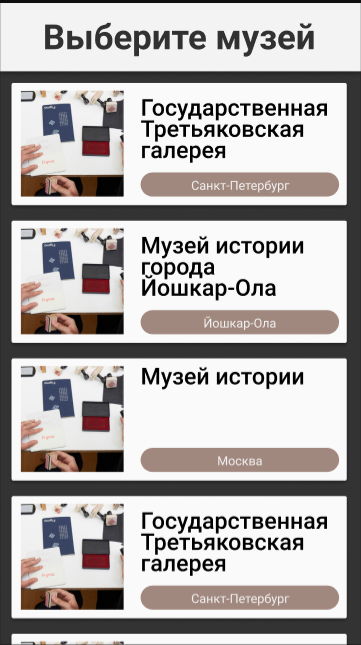 Выберите музей
Государственная
Третьяковская
галерея
Санкт-Петербург
Музей истории
города
Йошкар-Ола
Йошкар-Ола
Музей истории
Москва
Государственная
Третьяковская
галерея
Санкт-Петербург